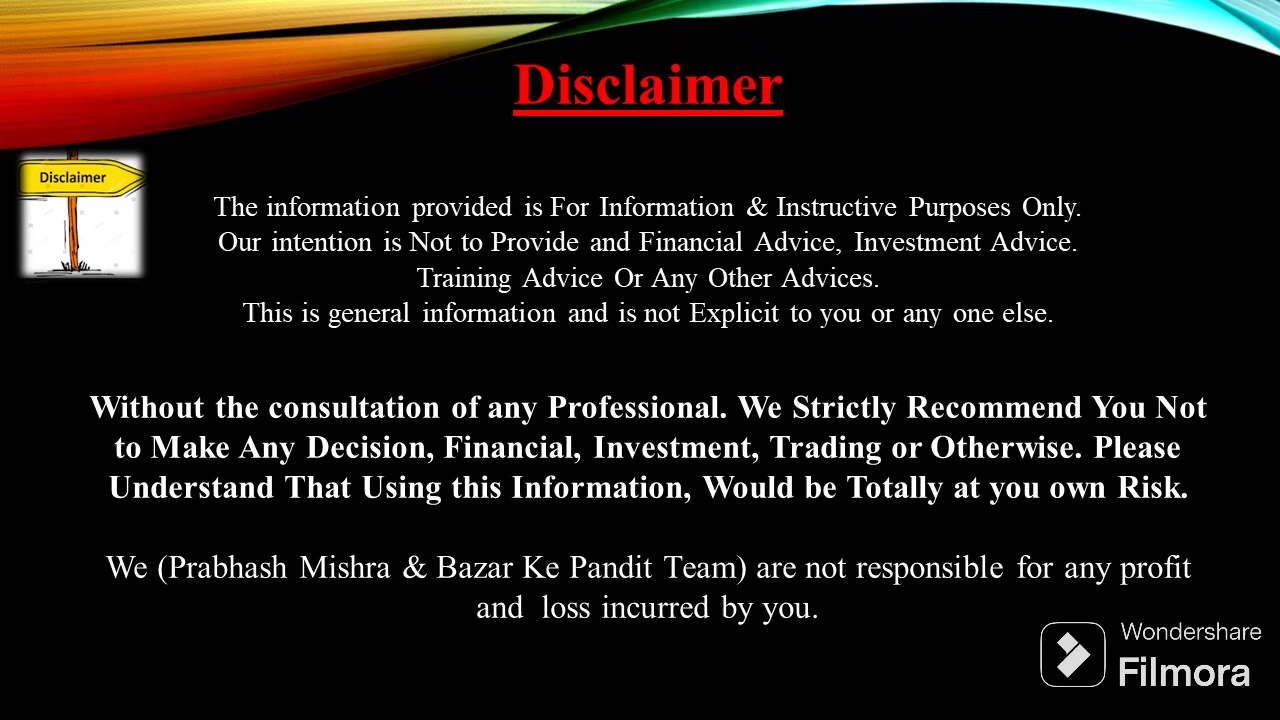 Disclaimer
Disclaimer
The information provided is For Information & Instructive Purposes Only.
Our intention is Not to Provide and Financial Advice, Investment Advice.
Training Advice Or Any Other Advices.
This is general information and is not Explicit to you or any one else.
Without the consultation of any Professional. We Strictly Recommend You Not
to Make Any Decision, Financial, Investment, Trading or Otherwise. Please
Understand That Using this Information, Would be Totally at you own Risk.
We (Prabhash Mishra & Bazar Ke Pandit Team) are not responsible for any profit
and loss incurred by you.
Wondershare
Filmora